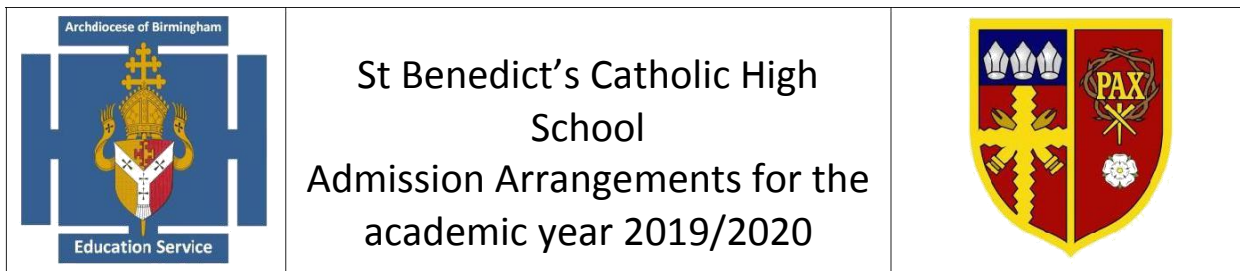 Archdiocese of Birmingham
Education Service
St Benedict’s Catholic High
School
Admission Arrangements for the
academic year 2019/2020
PAX